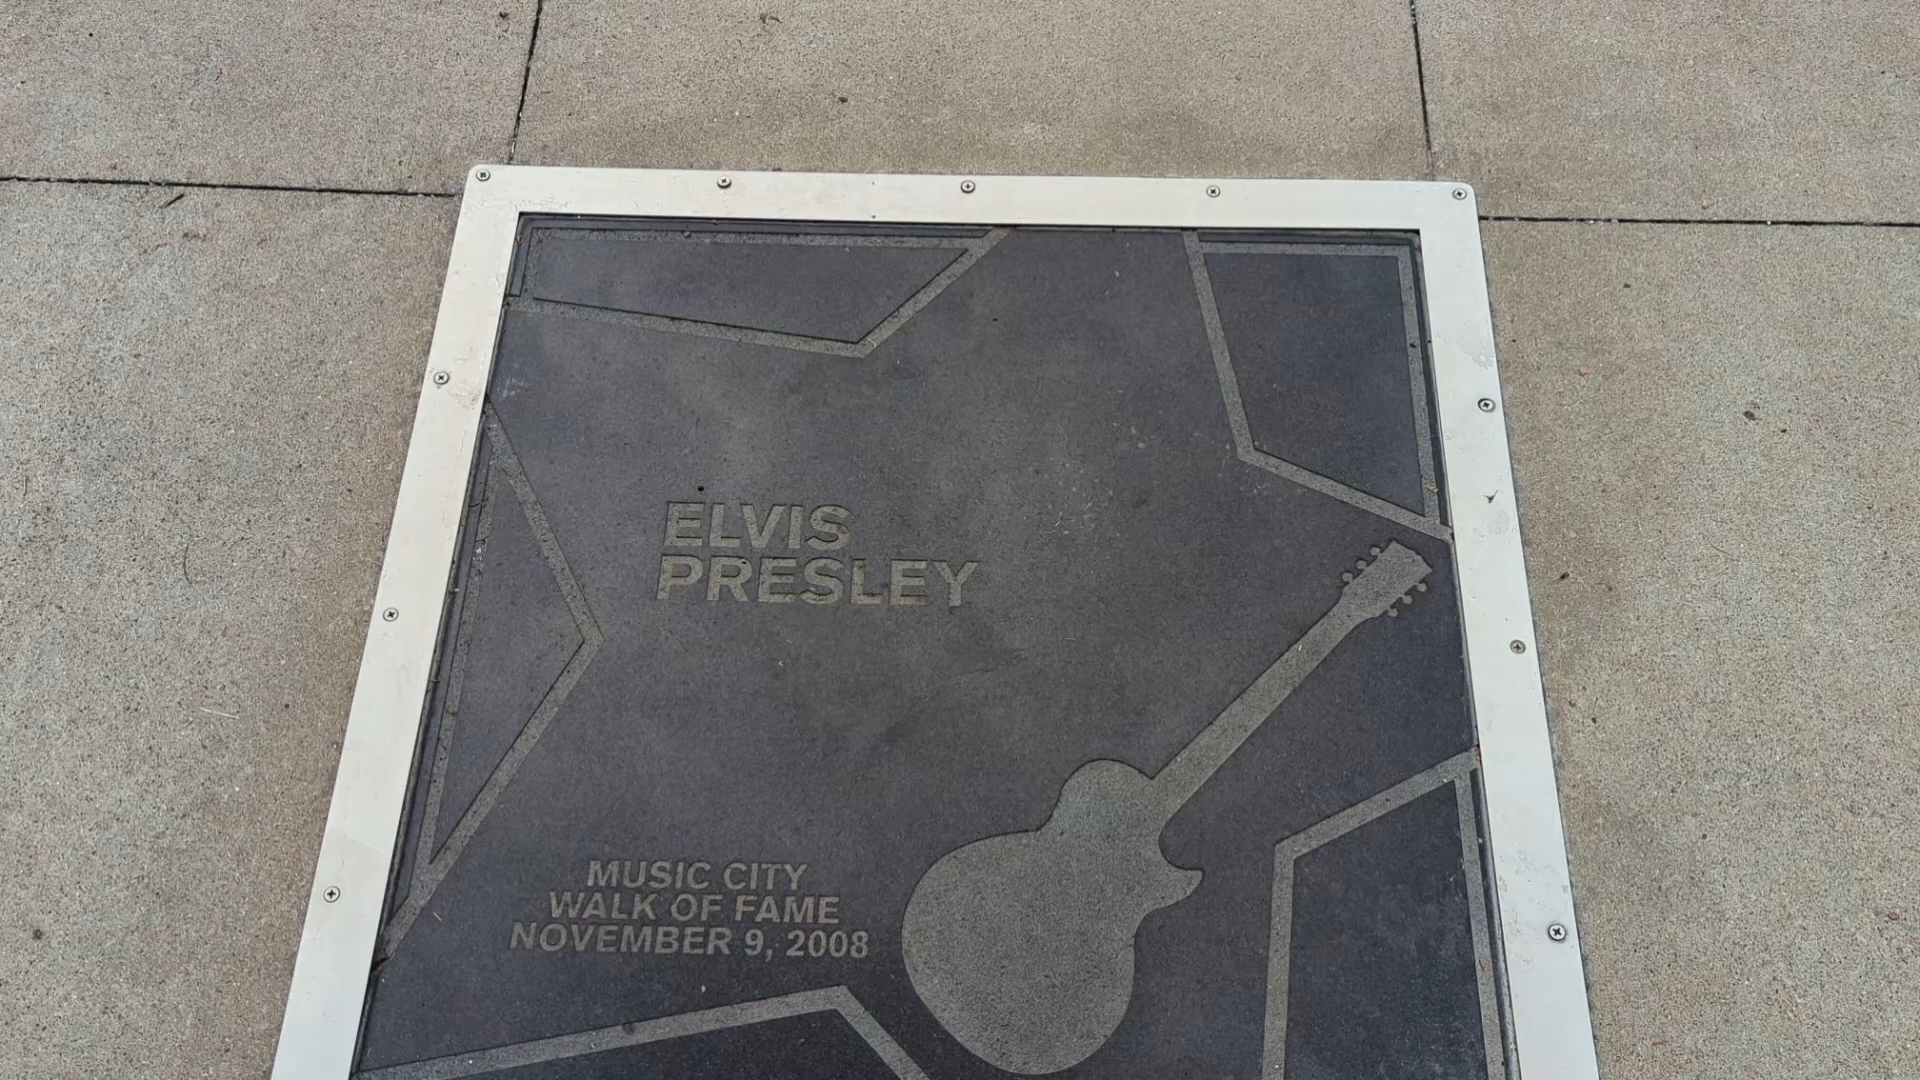 ELVIS
PRESLEY
MUSIC CITY
WALK OF FAME
NOVEMBER 9, 2008